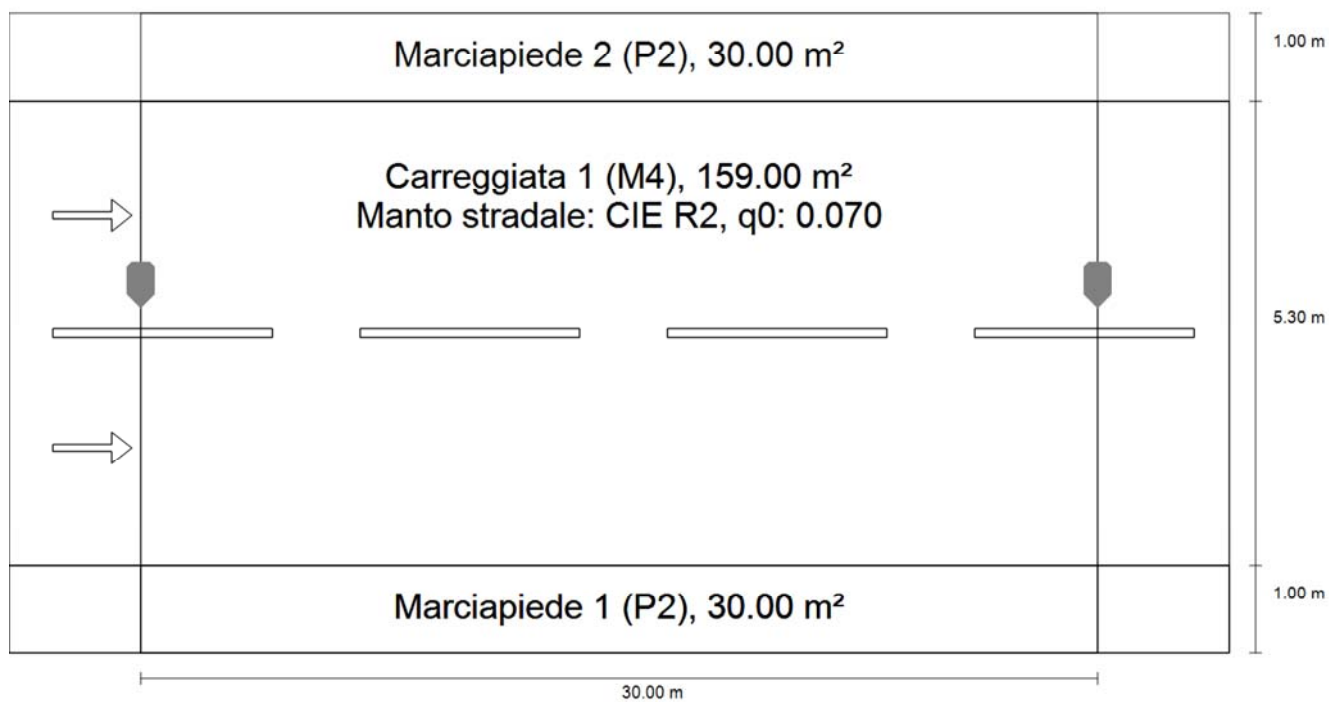 Marciapiede 2 (P2), 30.00 m²
1.00 m
Carreggiata 1 (M4), 159.00 m²
Manto stradale: CIE R2, q0: 0.070
5.30 m
Marciapiede 1 (P2), 30.00 m²
1.00 m
30.00 m